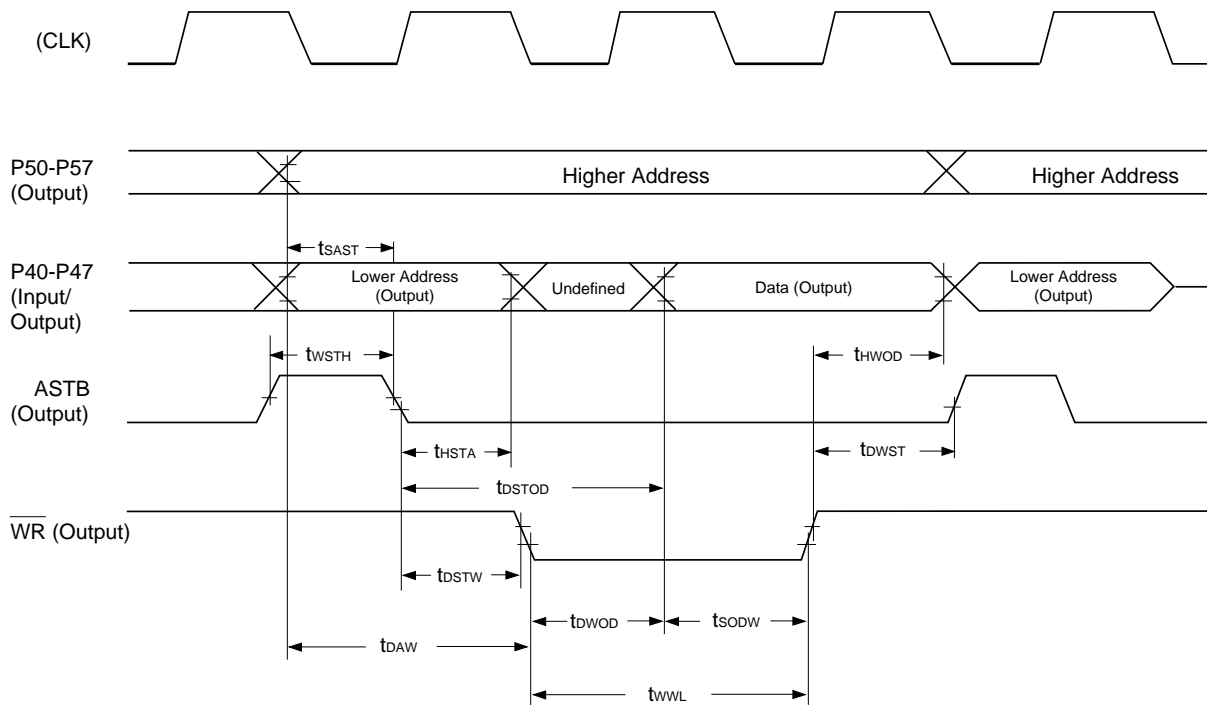 (CLK)
P50-P57
(Output)
Higher Address
Higher Address
tSAST
P40-P47
(Input/
Output)
Lower Address
(Output)
Undefined
Data (Output)
Lower Address
(Output)
tWSTH
tHWOD
ASTB
(Output)
tHSTA
tDWST
tDSTOD
WR (Output)
tDSTW
tDWOD
tSODW
tDAW
tWWL